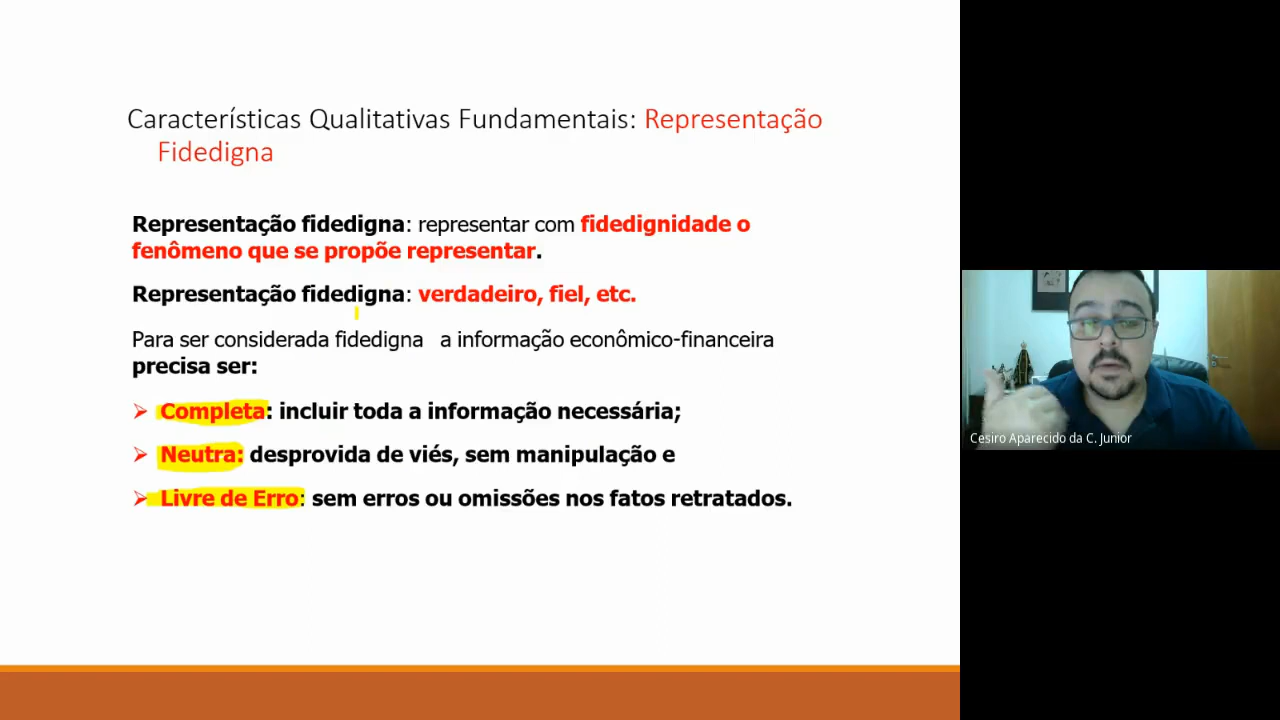 Características Qualitativas Fundamentais: Representação
Fidedigna
Representação fidedigna: representar com fidedignidade o
fenômeno que se propõe representar.
Representação fidedigna: verdadeiro, fiel, etc.
Para ser considerada fidedigna a informação econômico-financeira
precisa ser:
Completa: incluir toda a informação necessária;
Neutra: desprovida de viés, sem manipulação e
Livre de Erro: sem erros ou omissões nos fatos retratados.
Cesiro Aparecido da C. Junior